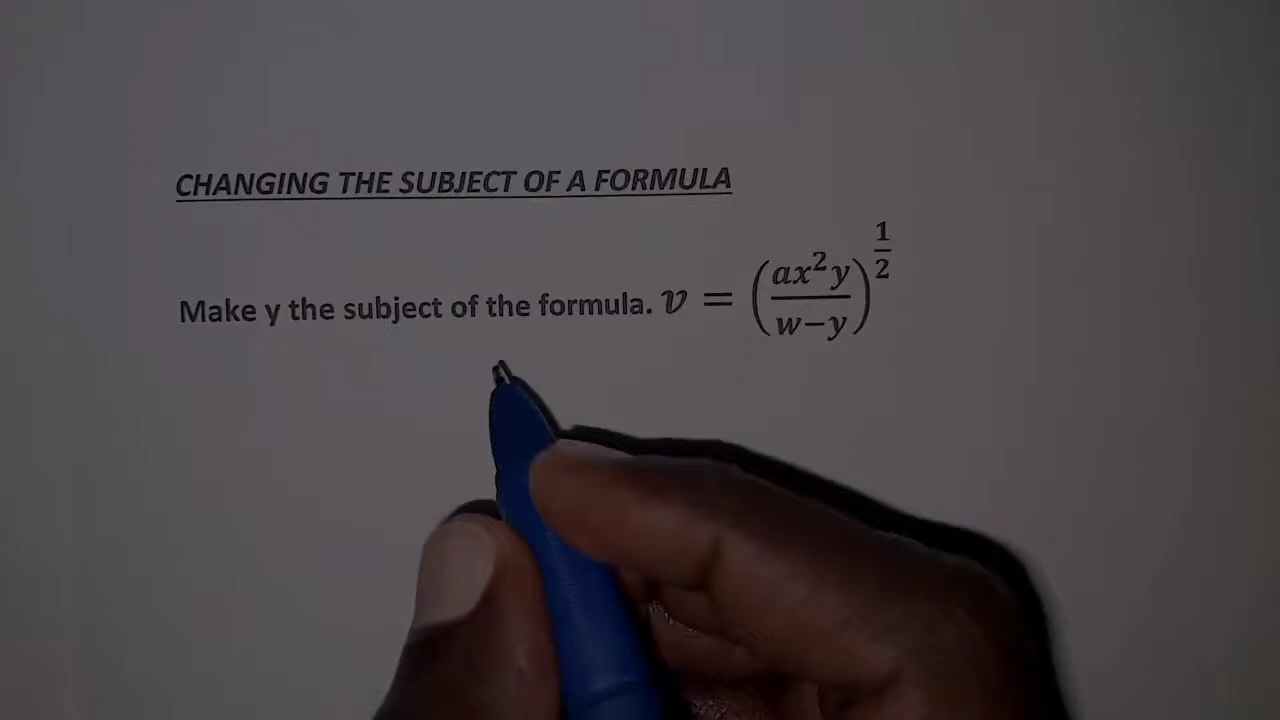 CHANGING THE SUBJECT OF A FORMULA
Make y the subject of the formula. v = (ax²y / w−y)^(1/2)